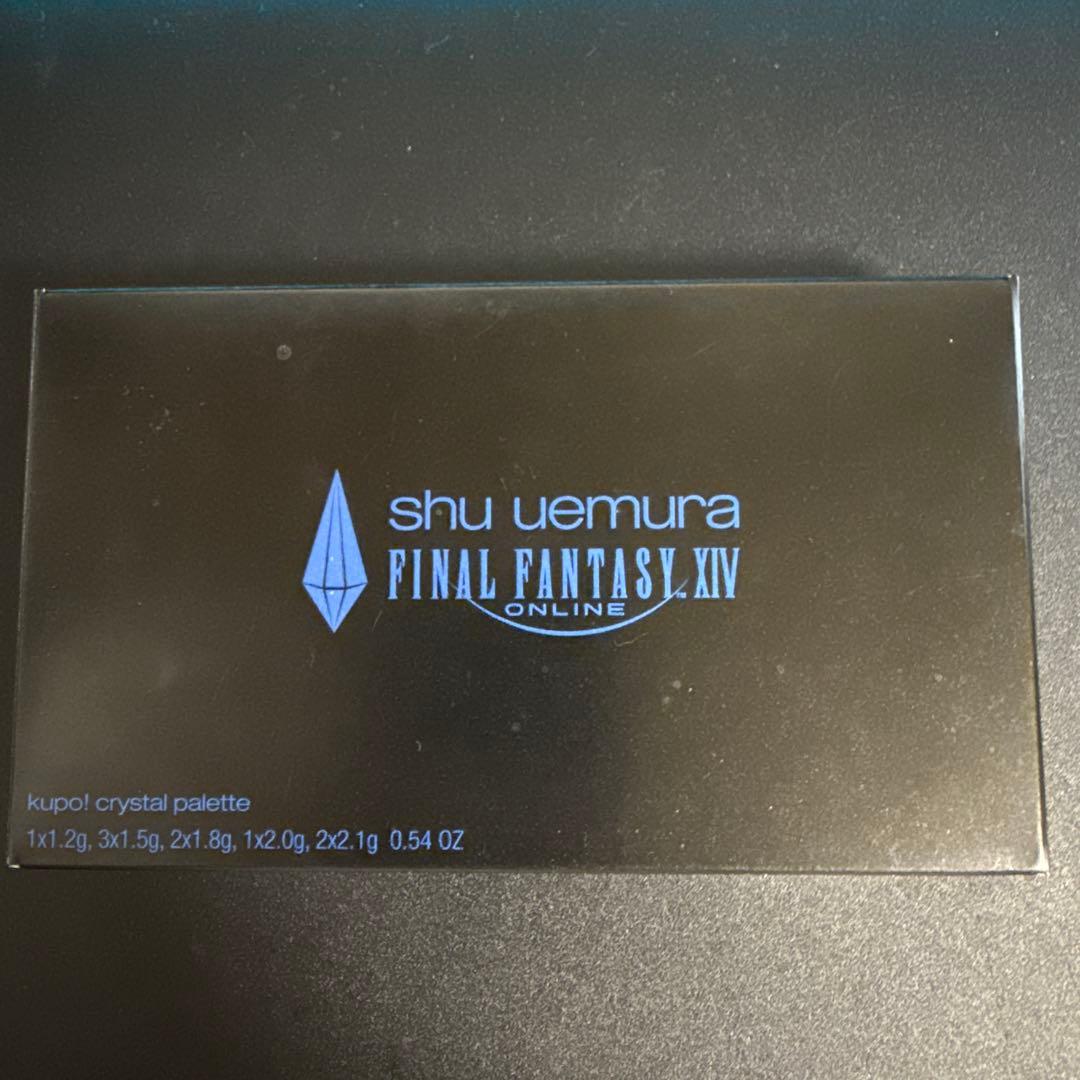 shu uemura
FINAL FANTASY™ XIV
ONLINE
kupo! crystal palette
1x1.2g, 3x1.5g, 2x1.8g, 1x2.0g, 2x2.1g 0.54 OZ